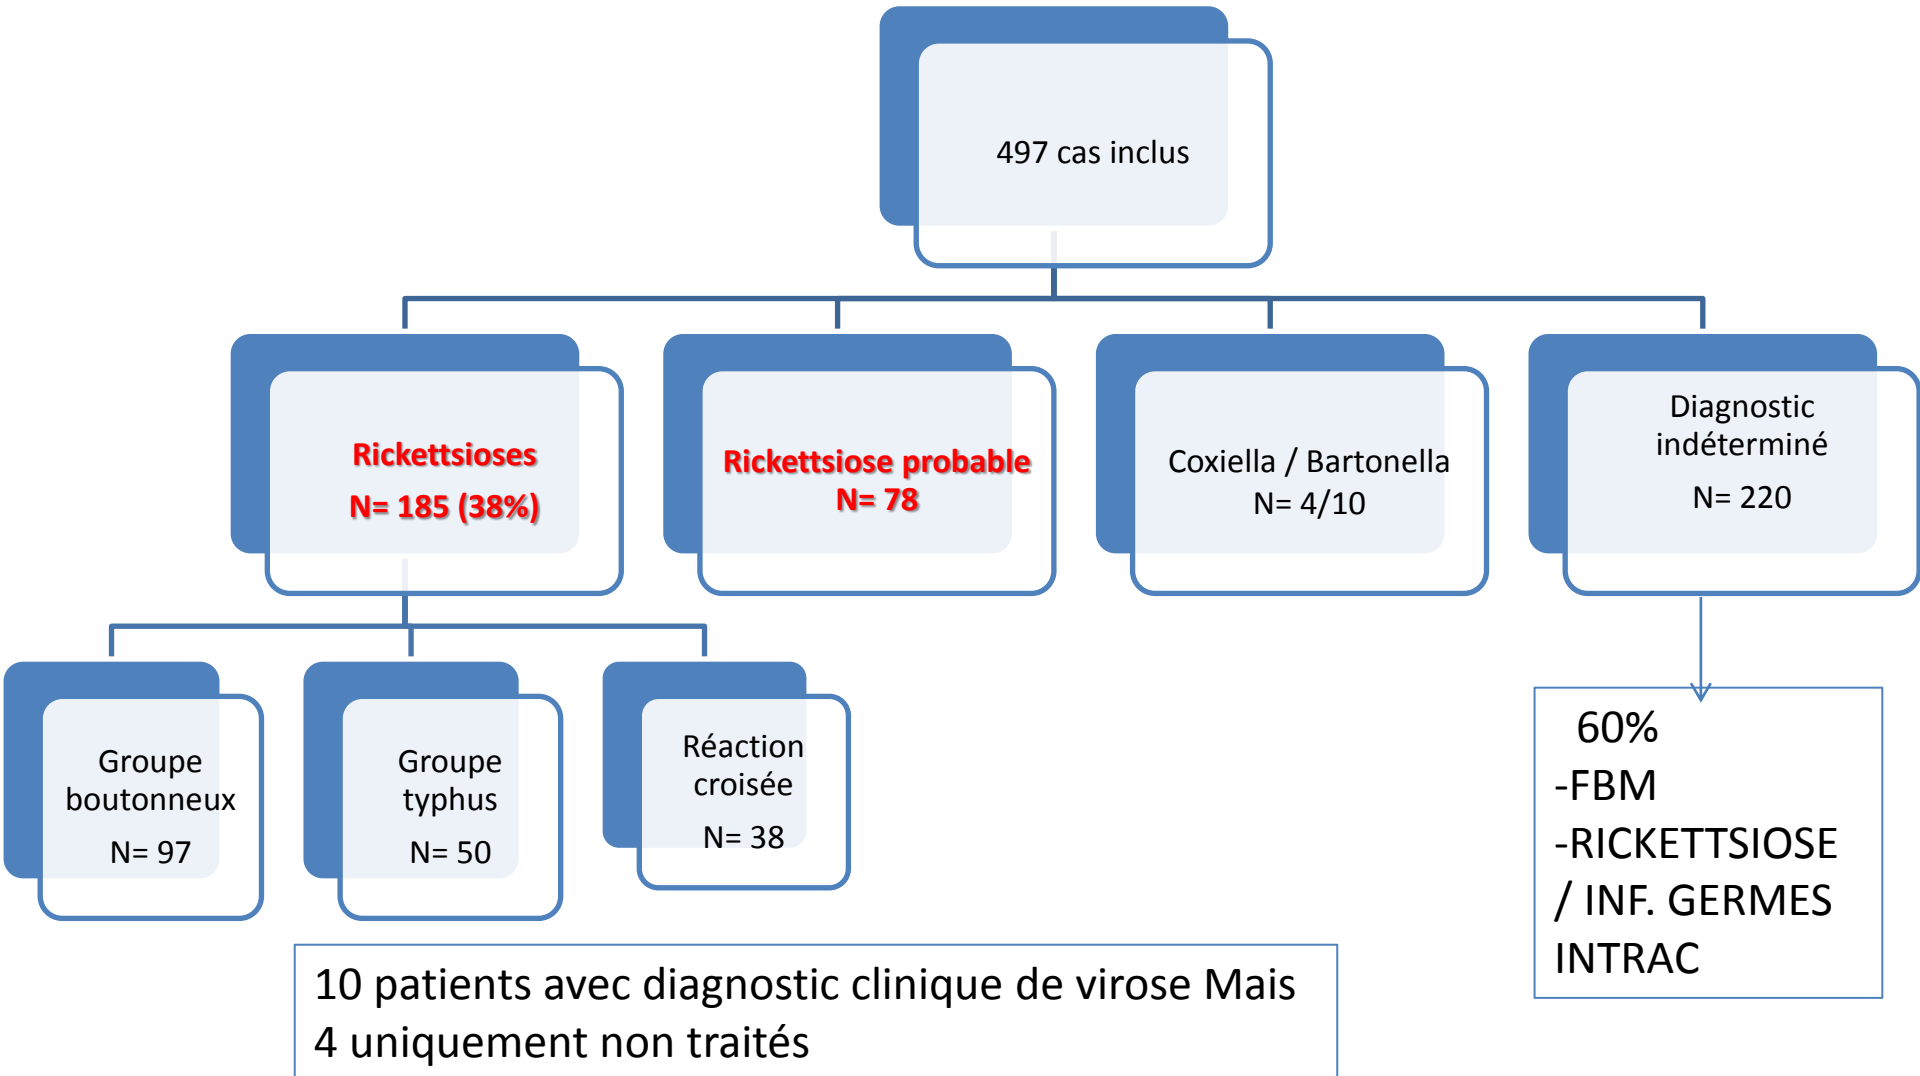 497 cas inclus
Rickettsioses
N= 185 (38%)
Rickettsiose probable
N= 78
Coxiella / Bartonella
N= 4/10
Diagnostic
indéterminé
N= 220
Groupe
boutonneux
N= 97
Groupe
typhus
N= 50
Réaction
croisée
N= 38
60%
-FBM
-RICKETTSIOSE
/ INF. GERMES
INTRAC
10 patients avec diagnostic clinique de virose Mais
4 uniquement non traités